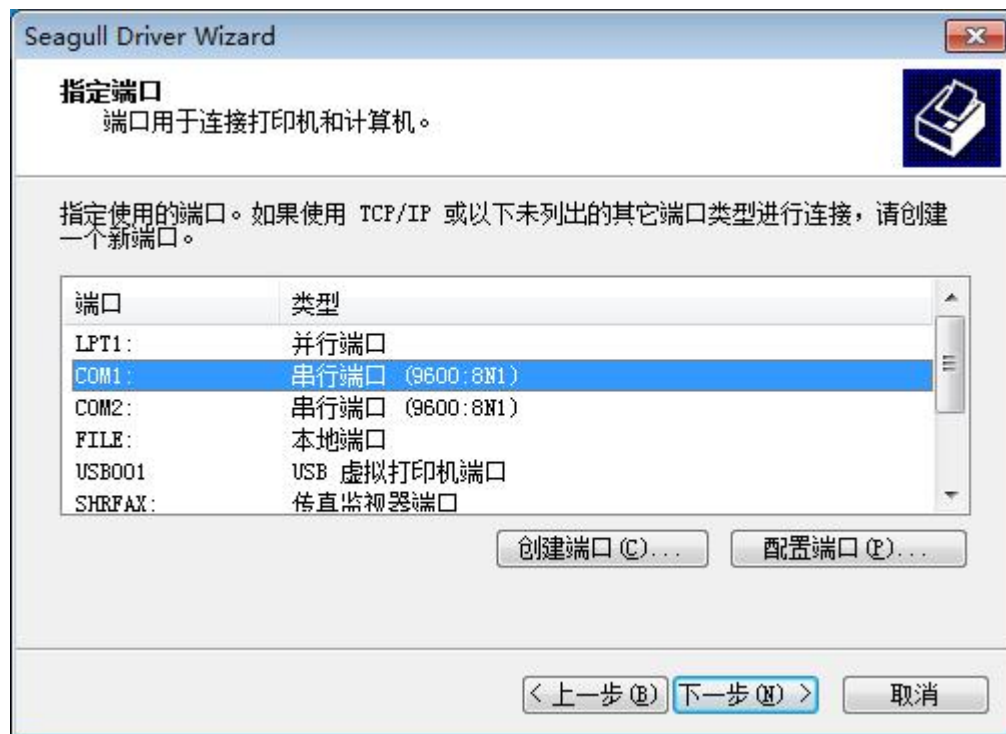 Seagull Driver Wizard
指定端口
端口用于连接打印机和计算机。
指定使用的端口。如果使用 TCP/IP 或以下未列出的其它端口类型进行连接，请创建
一个新端口。
端口 类型
LPT1: 并行端口
COM1: 串行端口 (9600:8N1)
COM2: 串行端口 (9600:8N1)
FILE: 本地端口
USB001 USB 虚拟打印机端口
SHRFAX: 传真监视器端口
创建端口(C)... 配置端口(P)...
< 上一步(B) 下一步(N) > 取消